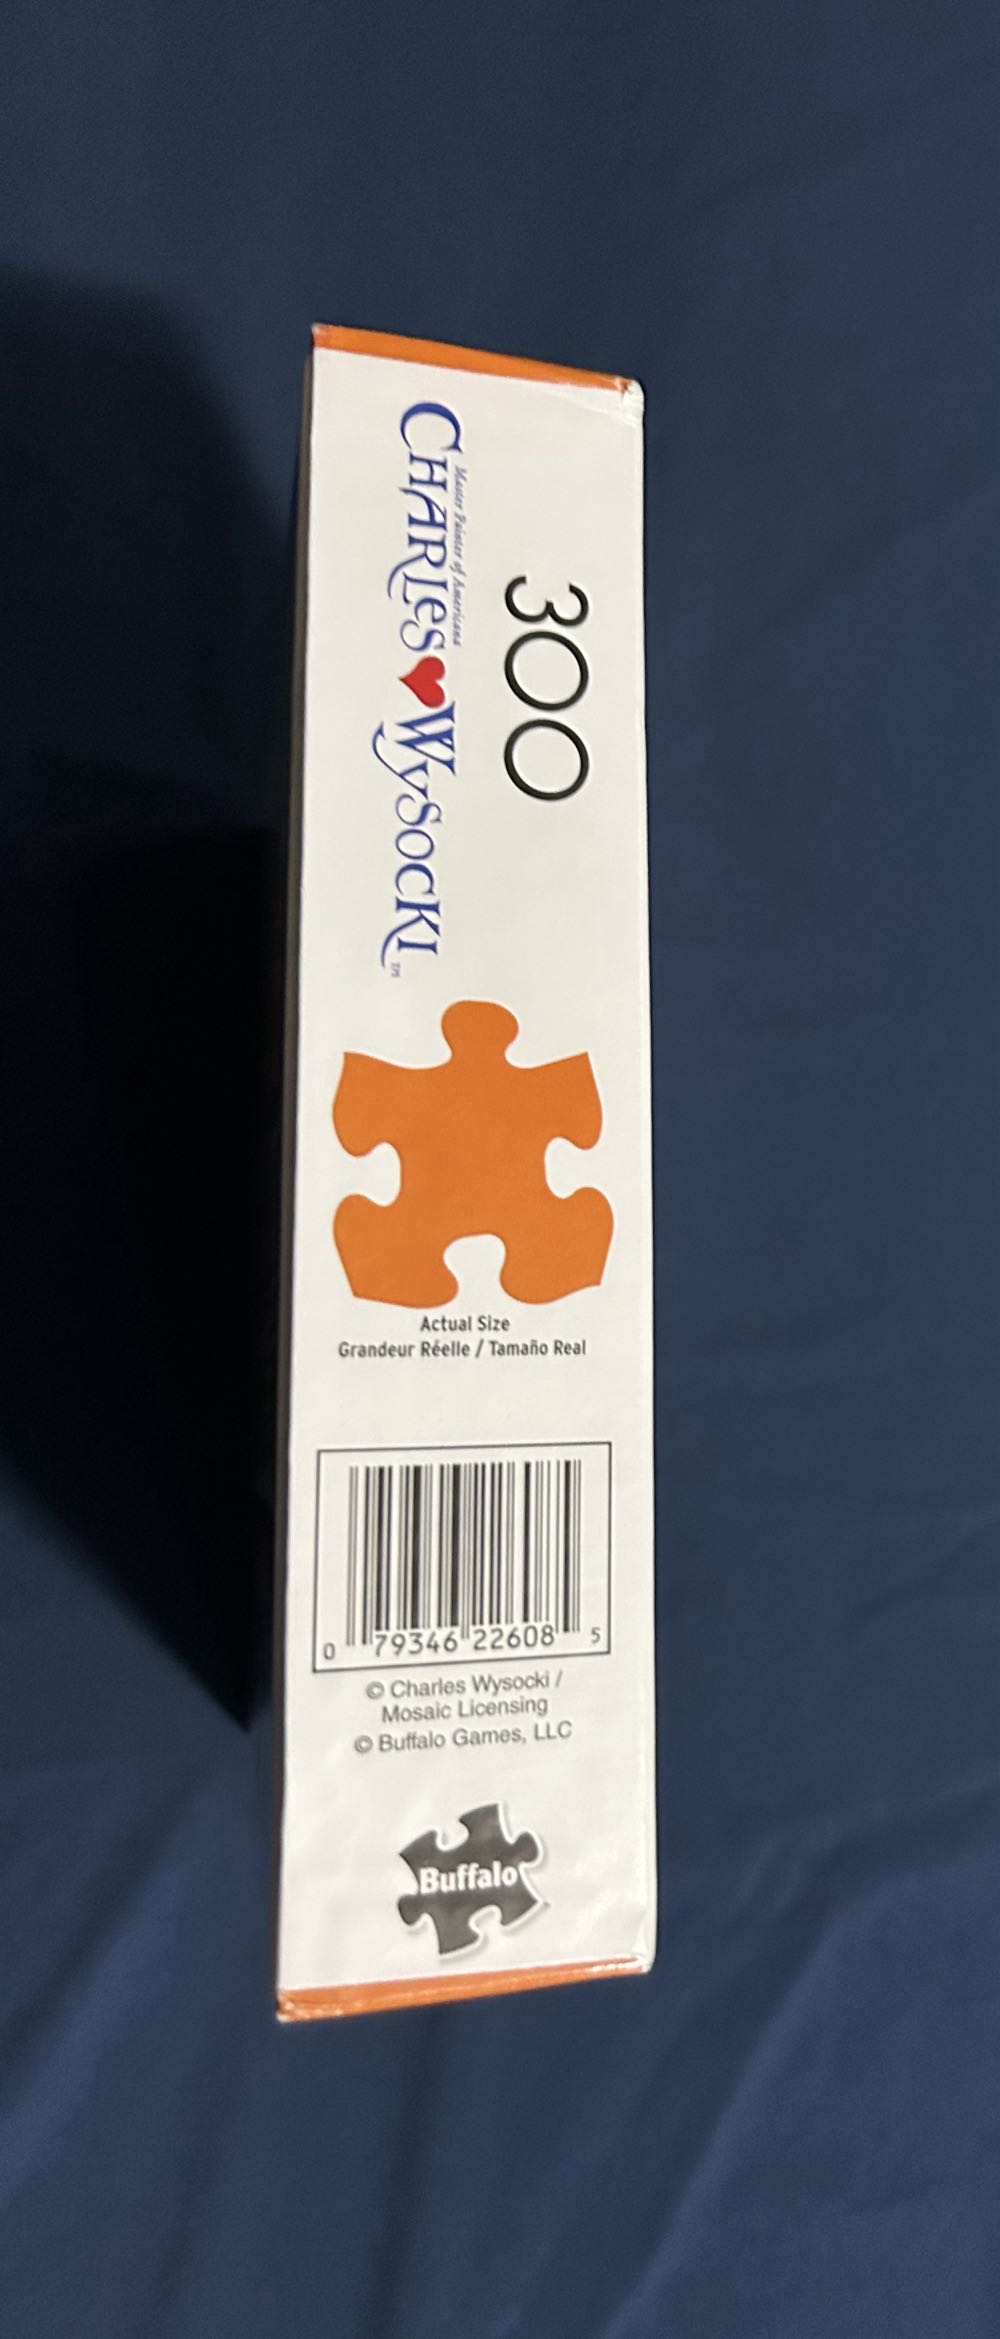 300
Master Painter of Americana
CHARLES WYSOCKI™
Actual Size
Grandeur Réelle / Tamaño Real
0 79346 22608 5
© Charles Wysocki /
Mosaic Licensing
© Buffalo Games, LLC
Buffalo